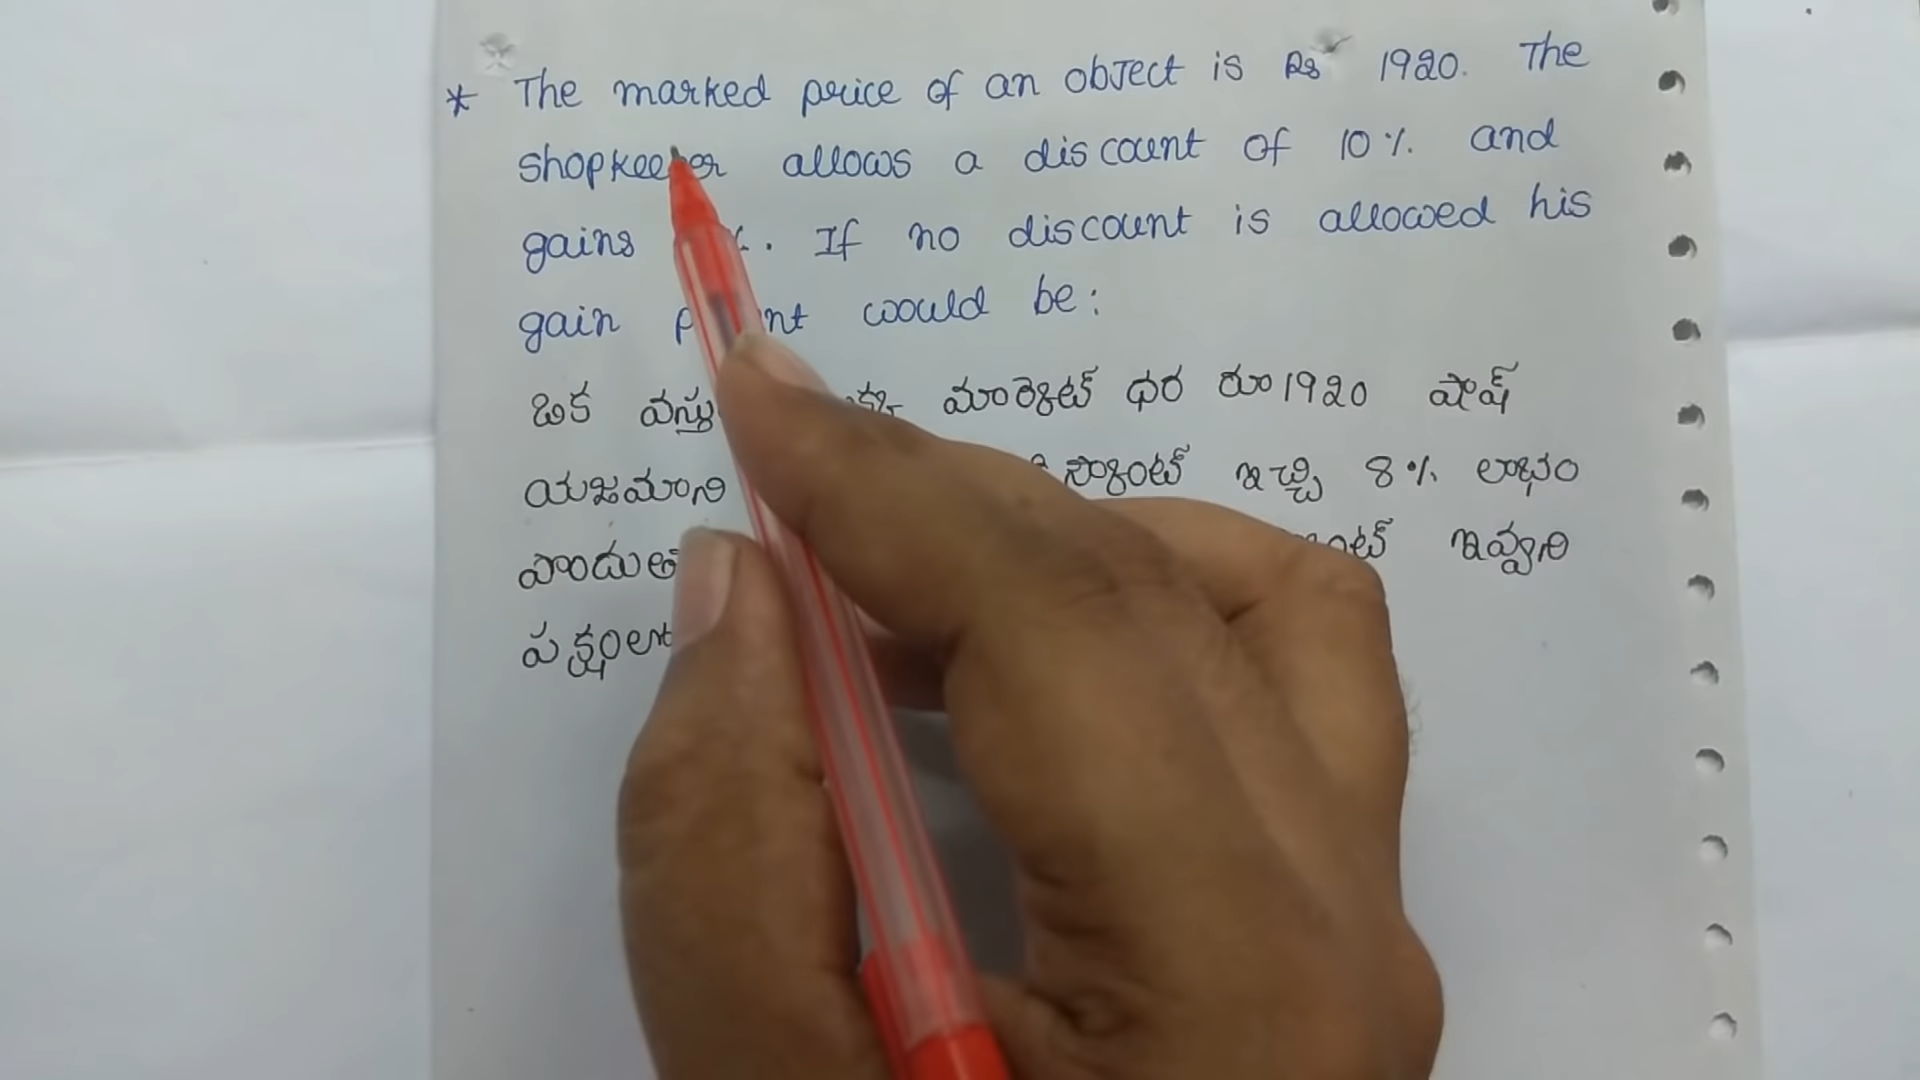 * The marked price of an obJect is Rs 1920. The
shopkeeper allows a discount of 10% and
gains %. If no discount is allowed his
gain would be:
ఒక మార్కెట్ ధర రూ 1920 షాప్
యజమాని ఇచ్చి 8% లాభం
ఇవ్వని